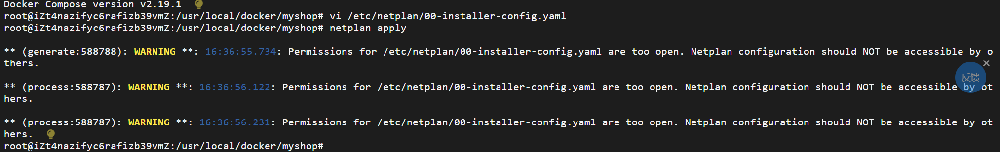 Docker Compose version v2.19.1
root@iZt4nazifyc6rafizb39vmZ:/usr/local/docker/myshop# vi /etc/netplan/00-installer-config.yaml
root@iZt4nazifyc6rafizb39vmZ:/usr/local/docker/myshop# netplan apply
** (generate:588788): WARNING **: 16:36:55.734: Permissions for /etc/netplan/00-installer-config.yaml are too open. Netplan configuration should NOT be accessible by o
thers.
反馈
** (process:588787): WARNING **: 16:36:56.122: Permissions for /etc/netplan/00-installer-config.yaml are too open. Netplan configuration should NOT be accessible by ot
hers.
** (process:588787): WARNING **: 16:36:56.231: Permissions for /etc/netplan/00-installer-config.yaml are too open. Netplan configuration should NOT be accessible by ot
hers.
root@iZt4nazifyc6rafizb39vmZ:/usr/local/docker/myshop#